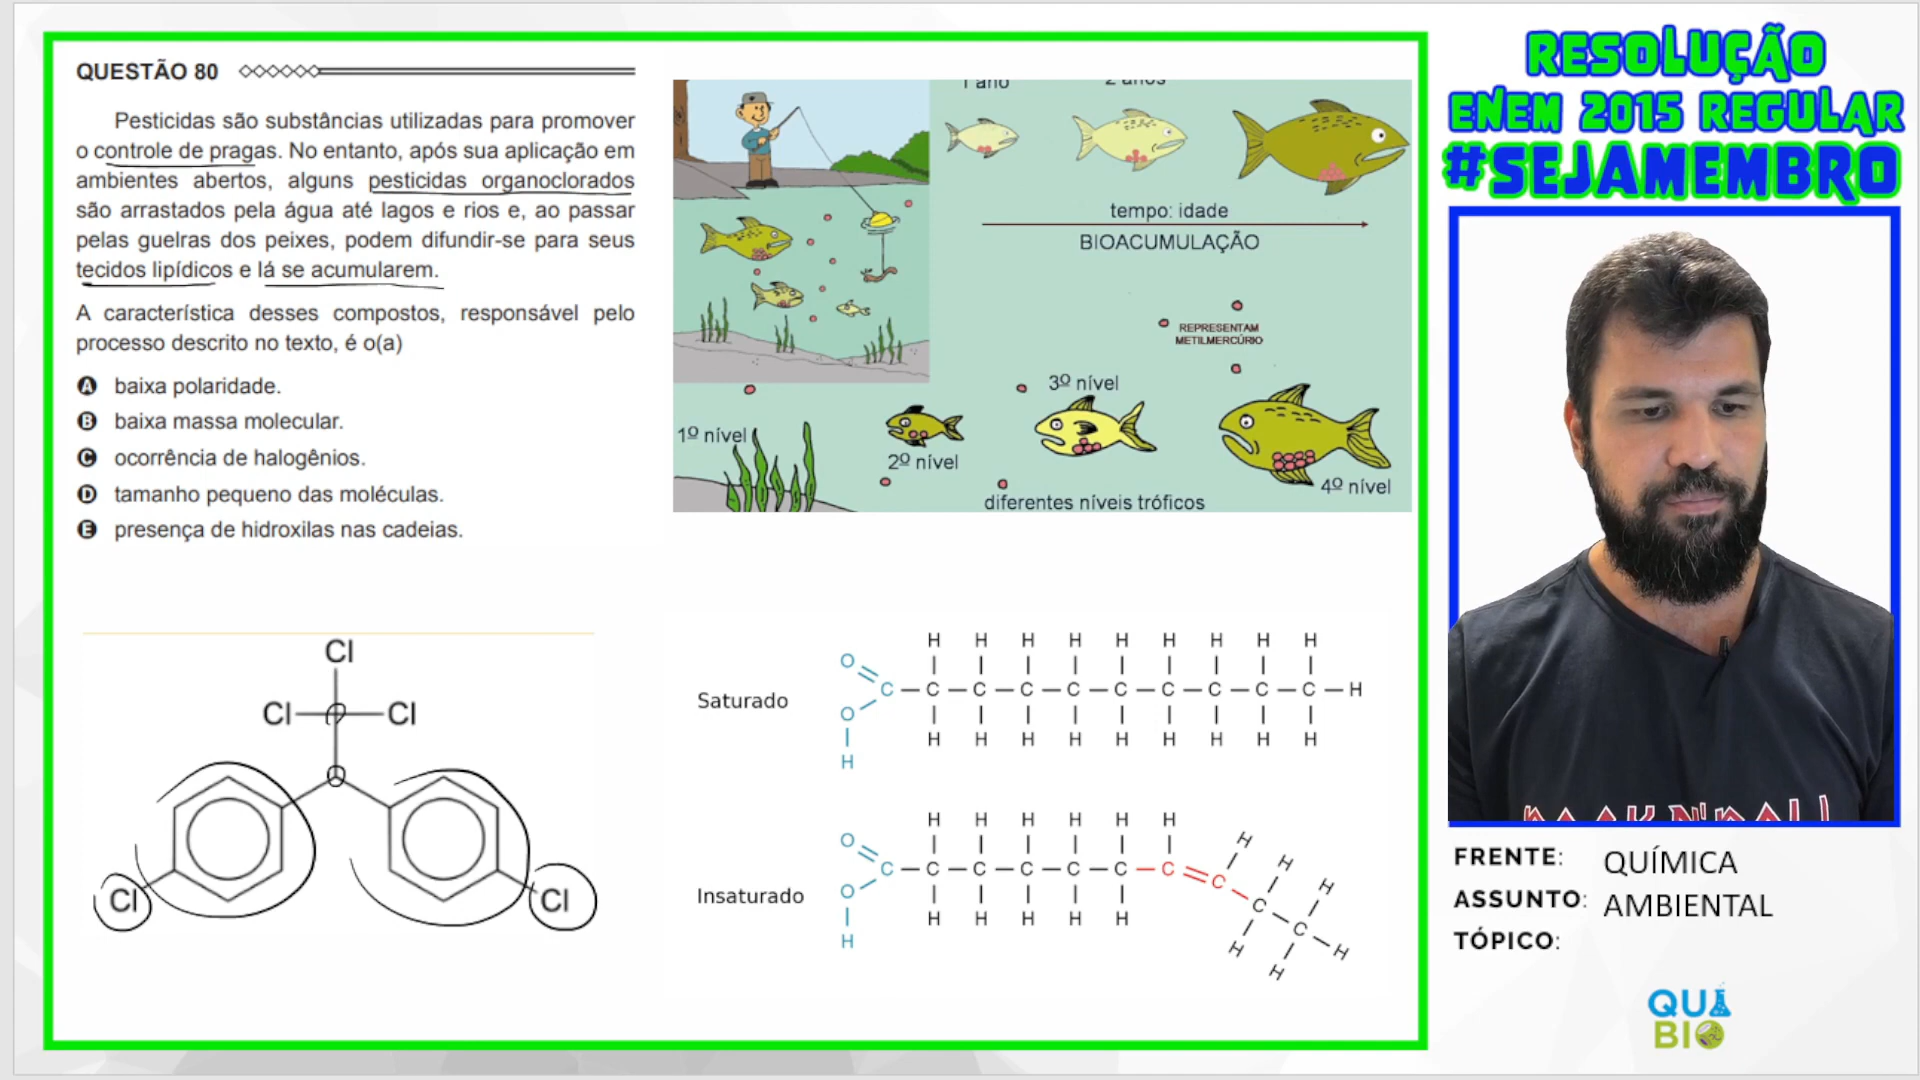 QUESTÃO 80
Pesticidas são substâncias utilizadas para promover
o controle de pragas. No entanto, após sua aplicação em
ambientes abertos, alguns pesticidas organoclorados
são arrastados pela água até lagos e rios e, ao passar
pelas guelras dos peixes, podem difundir-se para seus
tecidos lipídicos e lá se acumularem.
A característica desses compostos, responsável pelo
processo descrito no texto, é o(a)
A baixa polaridade.
B baixa massa molecular.
C ocorrência de halogênios.
D tamanho pequeno das moléculas.
E presença de hidroxilas nas cadeias.
1 ano 2 anos
tempo: idade
BIOACUMULAÇÃO
REPRESENTAM
METILMERCÚRIO
1º nível
2º nível
3º nível
4º nível
diferentes níveis tróficos
Cl
Cl Cl
Cl Cl
Saturado
H H H H H H H H H
O
C C C C C C C C C C H
O
H H H H H H H H H
H
Insaturado
H H H H H H
O H
C C C C C C C C H
O H
C
H H H H H C H
H H
H
RESOLUÇÃO
ENEM 2015 REGULAR
#SEJAMEMBRO
FRENTE: QUÍMICA
ASSUNTO: AMBIENTAL
TÓPICO:
QUI
BIO